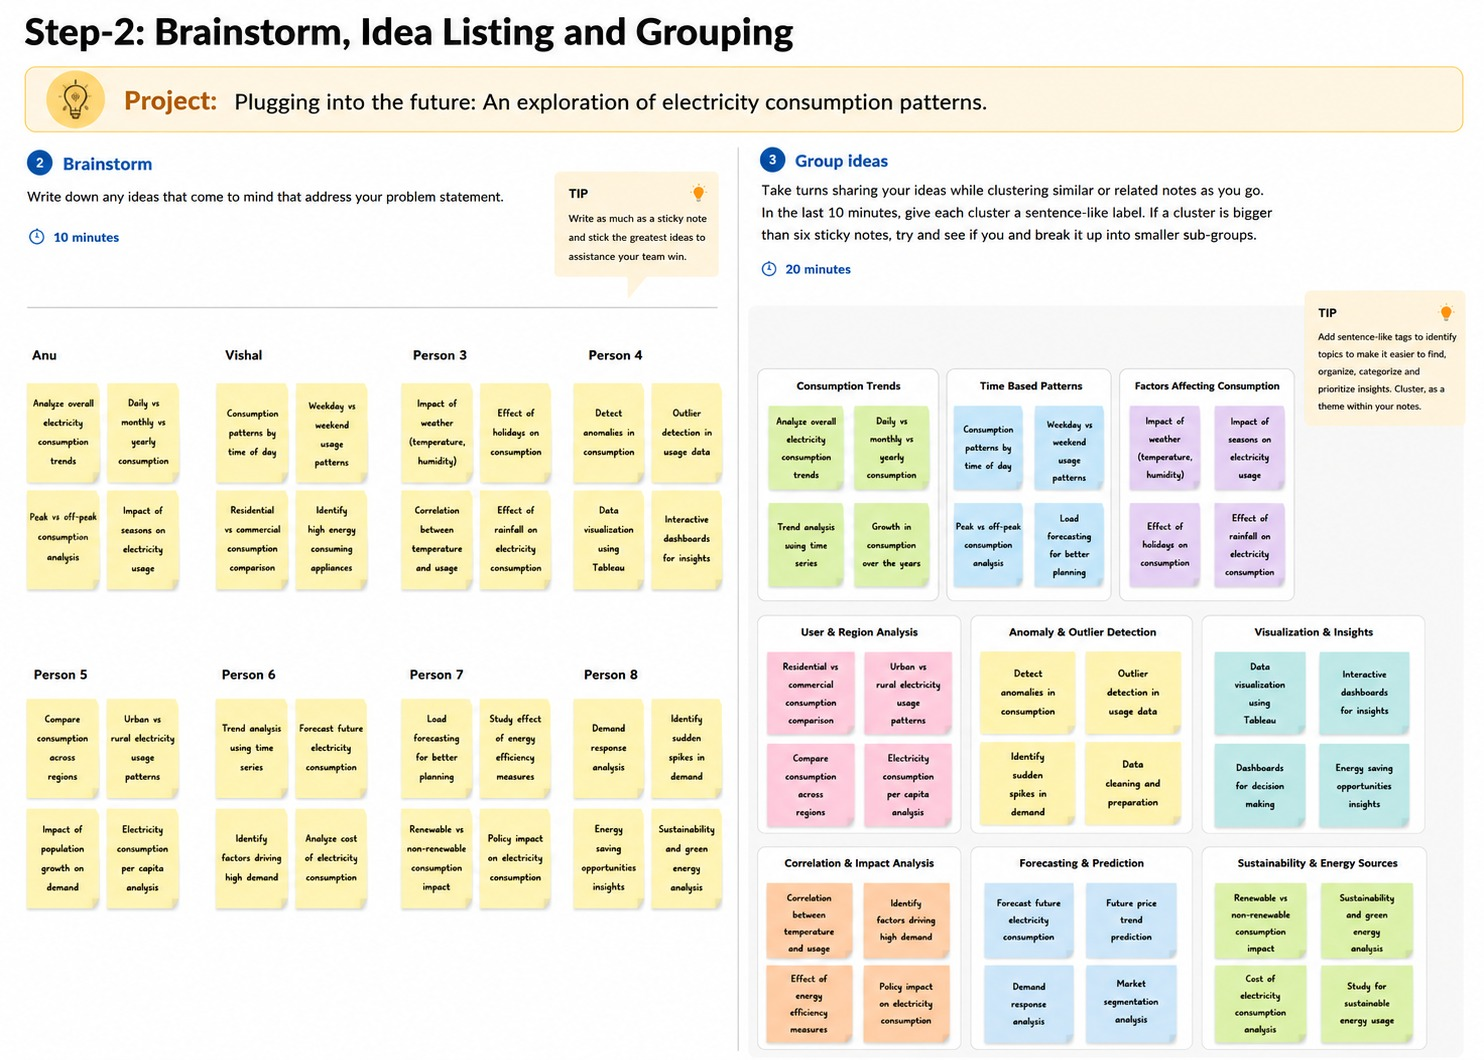 Step-2: Brainstorm, Idea Listing and Grouping
Project: Plugging into the future: An exploration of electricity consumption patterns.
2 Brainstorm
Write down any ideas that come to mind that address your problem statement.
10 minutes
TIP
Write as much as a sticky note
and stick the greatest ideas to
assistance your team win.
Anu
Analyze overall
electricity
consumption
trends
Daily vs
monthly vs
yearly
consumption
Peak vs off-peak
consumption
analysis
Impact of
seasons on
electricity
usage
Vishal
Consumption
patterns by
time of day
Weekday vs
weekend
usage
patterns
Residential
vs commercial
consumption
comparison
Identify
high energy
consuming
appliances
Person 3
Impact of
weather
(temperature,
humidity)
Effect of
holidays on
consumption
Correlation
between
temperature
and usage
Effect of
rainfall on
electricity
consumption
Person 4
Detect
anomalies in
consumption
Outlier
detection in
usage data
Data
visualization
using
Tableau
Interactive
dashboards
for insights
Person 5
Compare
consumption
across
regions
Urban vs
rural electricity
usage
patterns
Impact of
population
growth on
demand
Electricity
consumption
per capita
analysis
Person 6
Trend analysis
using time
series
Forecast future
electricity
consumption
Identify
factors driving
high demand
Analyze cost
of electricity
consumption
Person 7
Load
forecasting
for better
planning
Study effect
of energy
efficiency
measures
Renewable vs
non-renewable
consumption
impact
Policy impact
on electricity
consumption
Person 8
Demand
response
analysis
Identify
sudden
spikes in
demand
Energy
saving
opportunities
insights
Sustainability
and green
energy
analysis
3 Group ideas
Take turns sharing your ideas while clustering similar or related notes as you go.
In the last 10 minutes, give each cluster a sentence-like label. If a cluster is bigger
than six sticky notes, try and see if you and break it up into smaller sub-groups.
20 minutes
TIP
Add sentence-like tags to identify
topics to make it easier to find,
organize, categorize and
prioritize insights. Cluster, as a
theme within your notes.
Consumption Trends
Analyze overall
electricity
consumption
trends
Daily vs
monthly vs
yearly
consumption
Trend analysis
using time
series
Growth in
consumption
over the years
Time Based Patterns
Consumption
patterns by
time of day
Weekday vs
weekend
usage
patterns
Peak vs off-peak
consumption
analysis
Load
forecasting
for better
planning
Factors Affecting Consumption
Impact of
weather
(temperature,
humidity)
Impact of
seasons on
electricity
usage
Effect of
holidays on
consumption
Effect of
rainfall on
electricity
consumption
User & Region Analysis
Residential vs
commercial
consumption
comparison
Urban vs
rural electricity
usage
patterns
Compare
consumption
across
regions
Electricity
consumption
per capita
analysis
Anomaly & Outlier Detection
Detect
anomalies in
consumption
Outlier
detection in
usage data
Identify
sudden
spikes in
demand
Data
cleaning and
preparation
Visualization & Insights
Data
visualization
using
Tableau
Interactive
dashboards
for insights
Dashboards
for decision
making
Energy saving
opportunities
insights
Correlation & Impact Analysis
Correlation
between
temperature
and usage
Identify
factors driving
high demand
Effect of
energy
efficiency
measures
Policy impact
on electricity
consumption
Forecasting & Prediction
Forecast future
electricity
consumption
Future price
trend
prediction
Demand
response
analysis
Market
segmentation
analysis
Sustainability & Energy Sources
Renewable vs
non-renewable
consumption
impact
Sustainability
and green
energy
analysis
Cost of
electricity
consumption
analysis
Study for
sustainable
energy usage